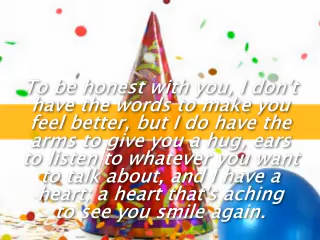 To be honest with you, I don't
have the words to make you
feel better, but I do have the
arms to give you a hug, ears
to listen to whatever you want
to talk about, and I have a
heart; a heart that's aching
to see you smile again.